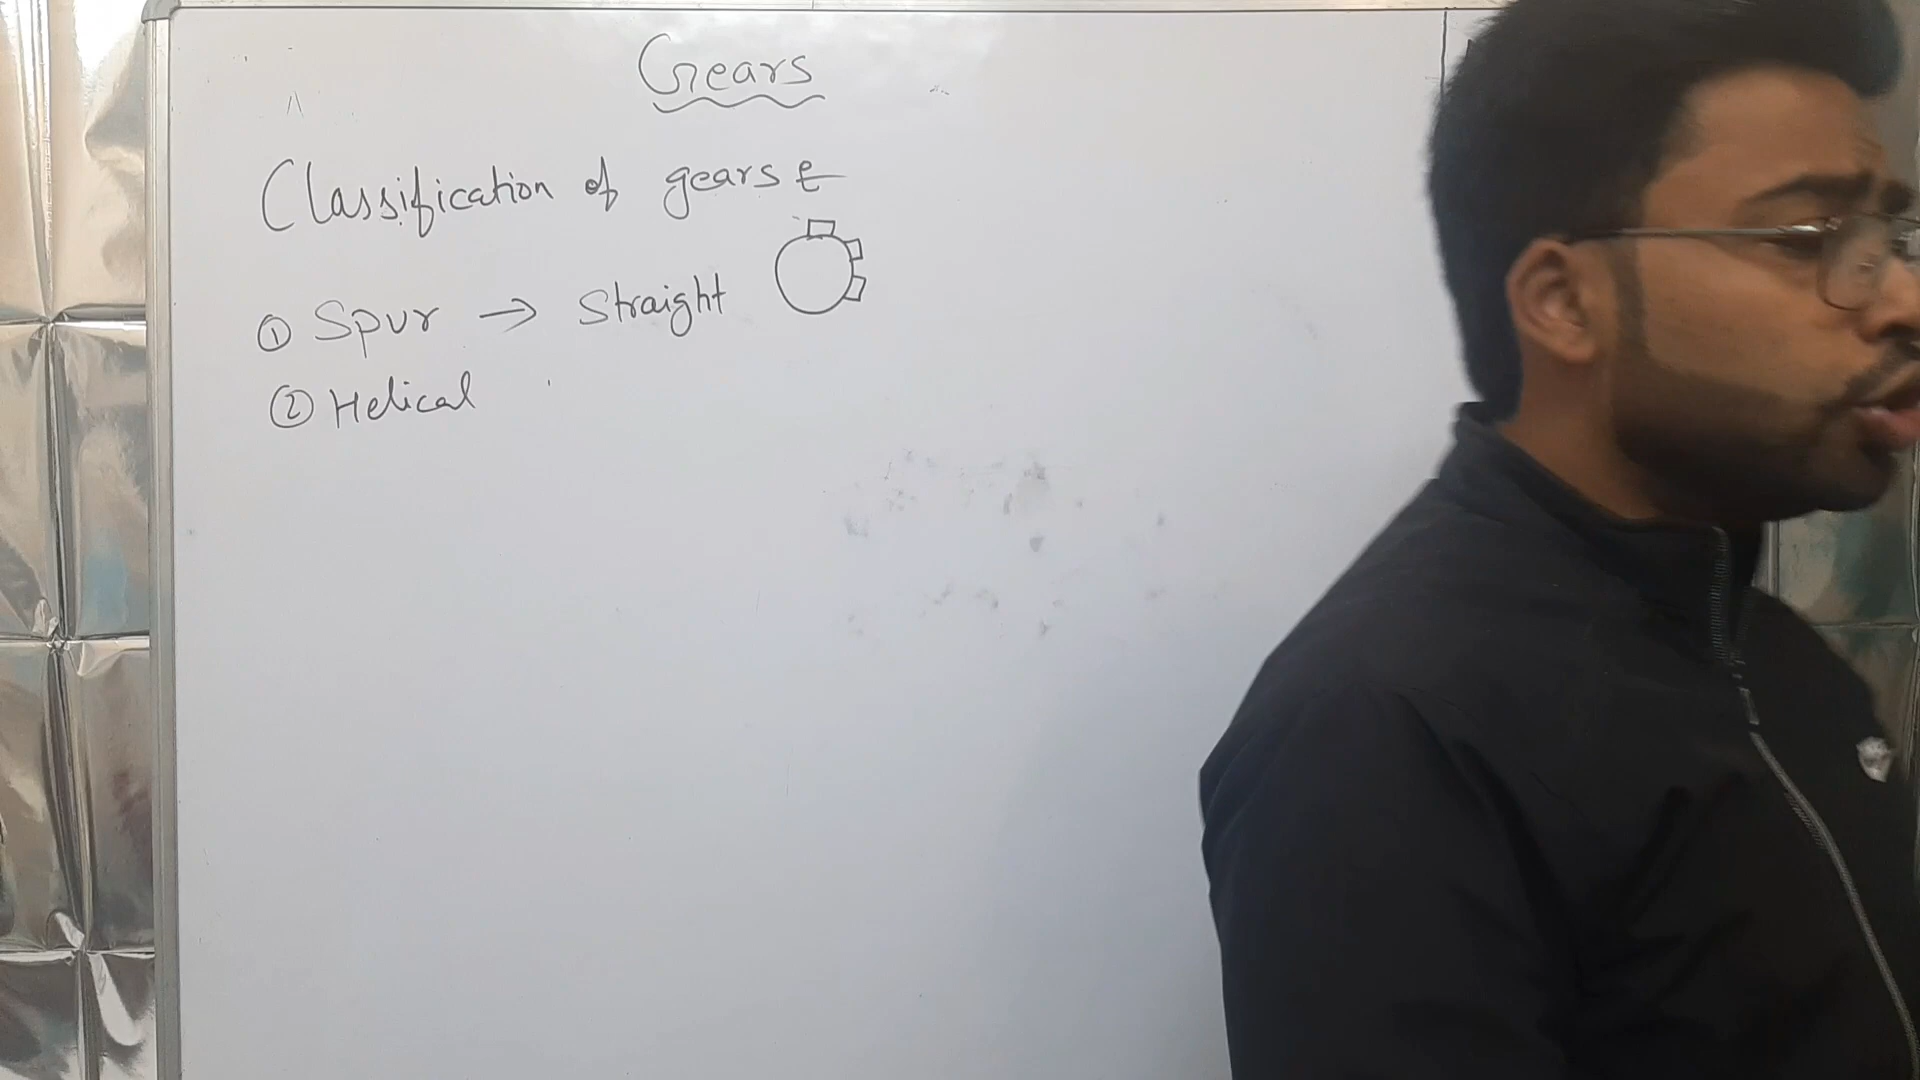 Gears
Classification of gears :-
① Spur → Straight
② Helical